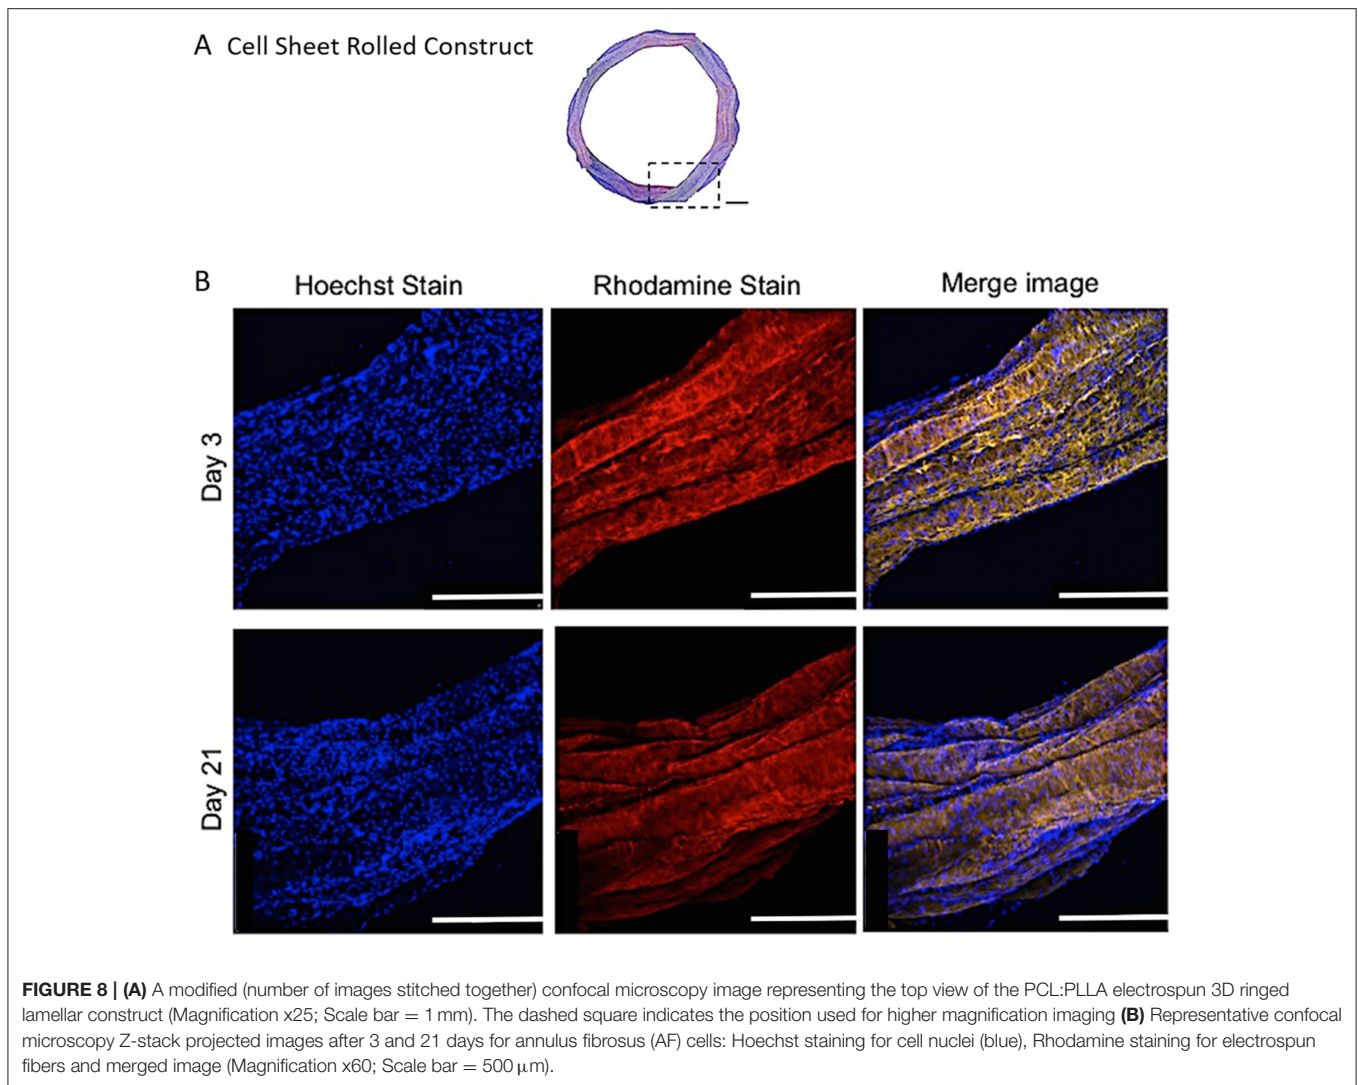 A Cell Sheet Rolled Construct
B
Hoechst Stain
Rhodamine Stain
Merge image
Day 3
Day 21
FIGURE 8 | (A) A modified (number of images stitched together) confocal microscopy image representing the top view of the PCL:PLLA electrospun 3D ringed
lamellar construct (Magnification x25; Scale bar = 1 mm). The dashed square indicates the position used for higher magnification imaging (B) Representative confocal
microscopy Z-stack projected images after 3 and 21 days for annulus fibrosus (AF) cells: Hoechst staining for cell nuclei (blue), Rhodamine staining for electrospun
fibers and merged image (Magnification x60; Scale bar = 500 μm).